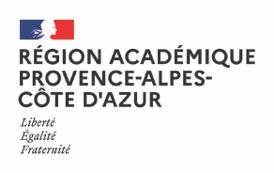 RÉGION ACADÉMIQUE
PROVENCE-ALPES-
CÔTE D'AZUR
Liberté
Égalité
Fraternité